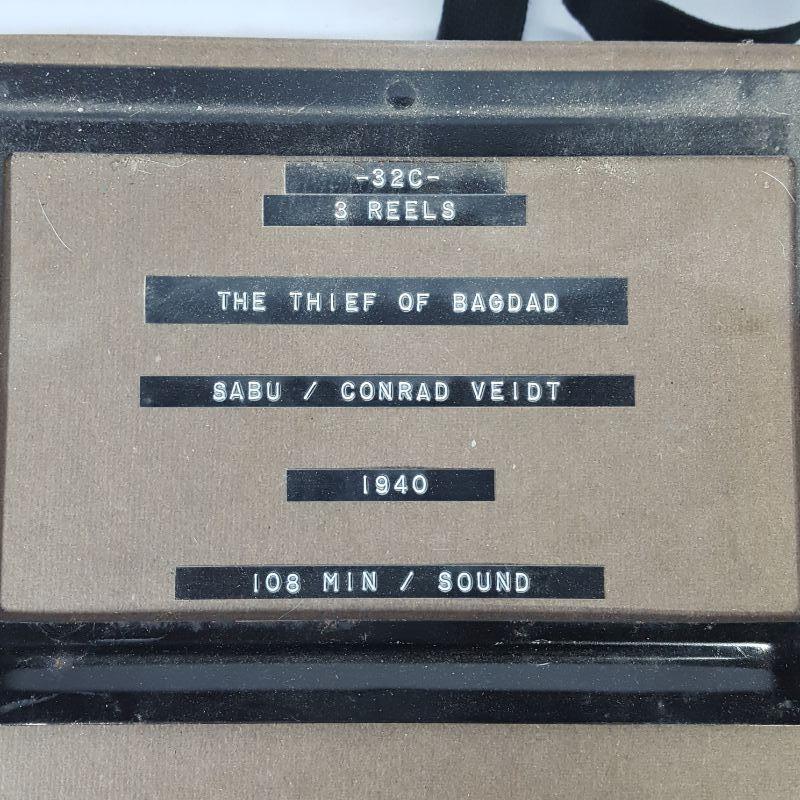 -32C-
3 REELS
THE THIEF OF BAGDAD
SABU / CONRAD VEIDT
1940
108 MIN / SOUND